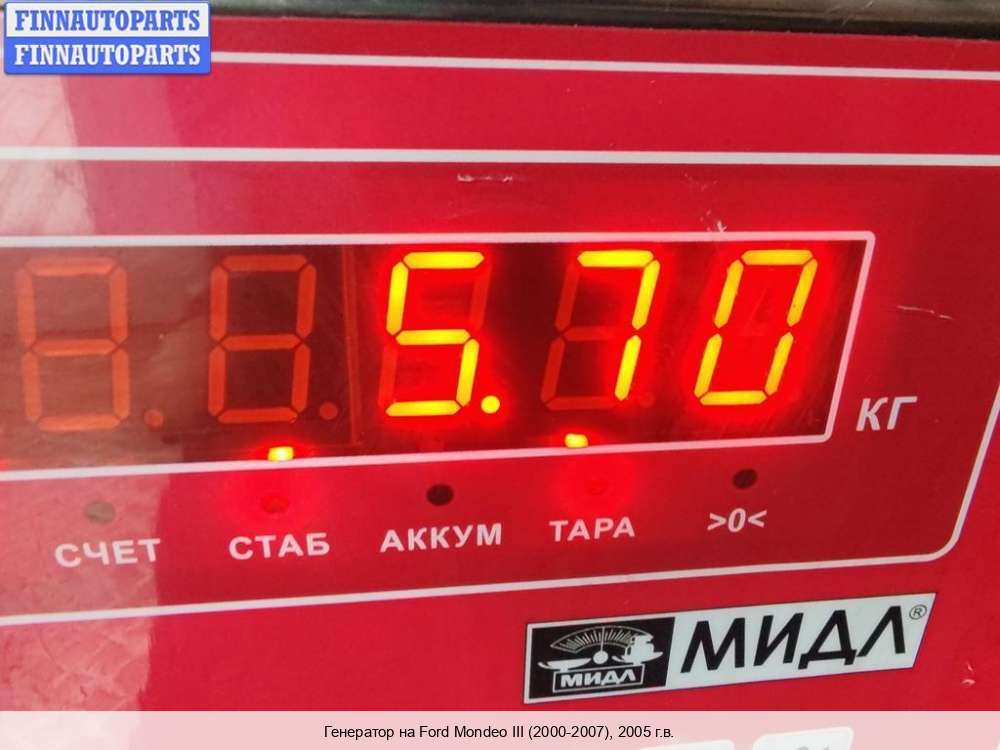 FINNAUTOPARTS
FINNAUTOPARTS
5.70
КГ
СЧЕТ СТАБ АККУМ ТАРА >0<
МИДЛ МИДЛ®
Генератор на Ford Mondeo III (2000-2007), 2005 г.в.